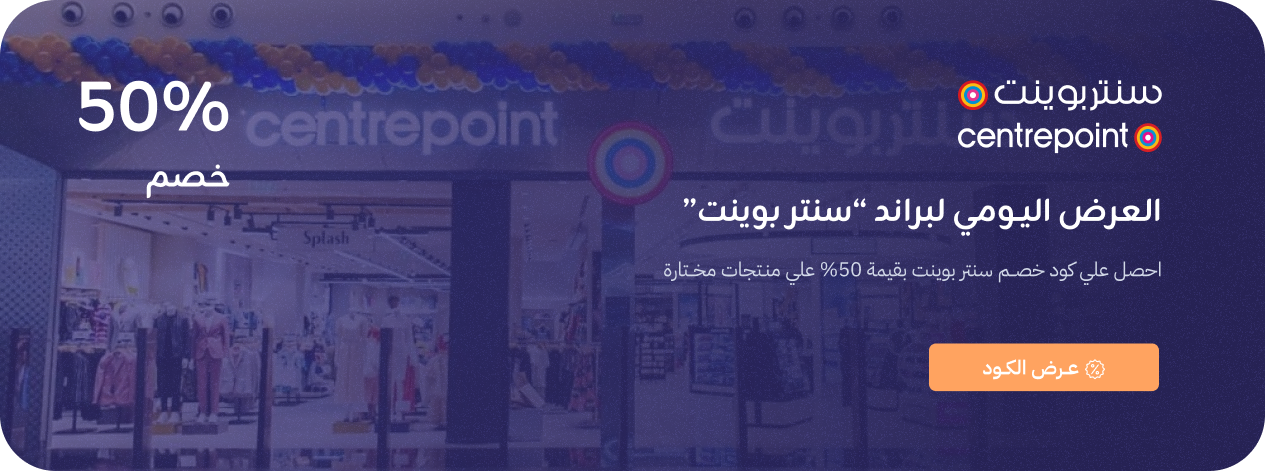 سنتربوينت
centrepoint
العرض اليومي لبراند “سنتر بوينت”
احصل علي كود خصم سنتر بوينت بقيمة 50% علي منتجات مختارة
عرض الكود
50%
خصم
centrepoint
سنتربوينت
Splash